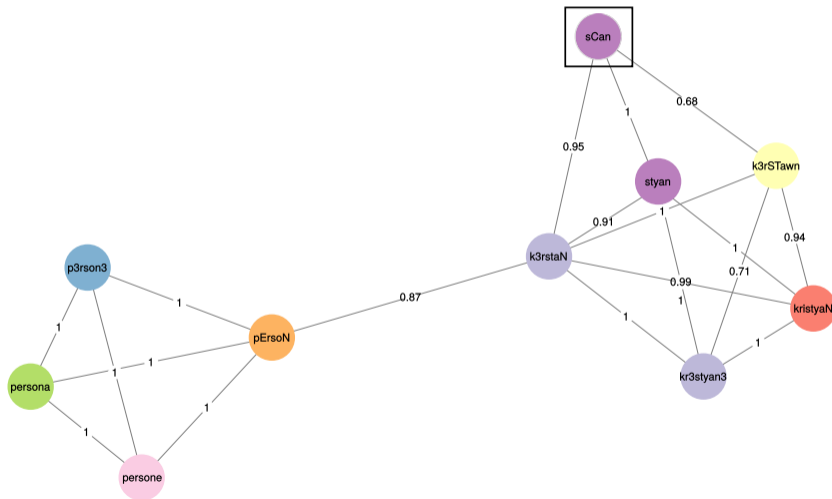 sCan
0.68
1
0.95
k3rSTawn
styan
0.91
1
0.94
1
k3rstaN
p3rson3
0.71
0.99
0.87
1
1
kristyaN
1
1
pErsoN
1
1
1
kr3styan3
persona
1
1
persone